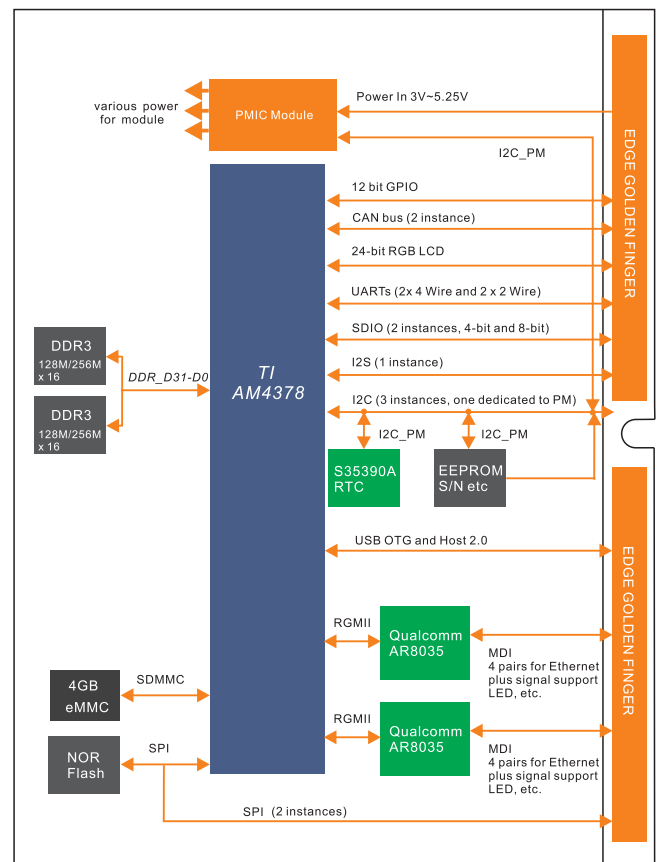 various power
for module
PMIC Module
Power In 3V~5.25V
I2C_PM
EDGE GOLDEN FINGER
12 bit GPIO
CAN bus (2 instance)
24-bit RGB LCD
UARTs (2x 4 Wire and 2 x 2 Wire)
SDIO (2 instances, 4-bit and 8-bit)
I2S (1 instance)
I2C (3 instances, one dedicated to PM)
TI
AM4378
DDR3
128M/256M
x 16
DDR_D31-D0
DDR3
128M/256M
x 16
I2C_PM
I2C_PM
S35390A
RTC
EEPROM
S/N etc
USB OTG and Host 2.0
EDGE GOLDEN FINGER
RGMII
Qualcomm
AR8035
MDI
4 pairs for Ethernet
plus signal support
LED, etc.
4GB
eMMC
SDMMC
RGMII
Qualcomm
AR8035
MDI
4 pairs for Ethernet
plus signal support
LED, etc.
NOR
Flash
SPI
SPI (2 instances)